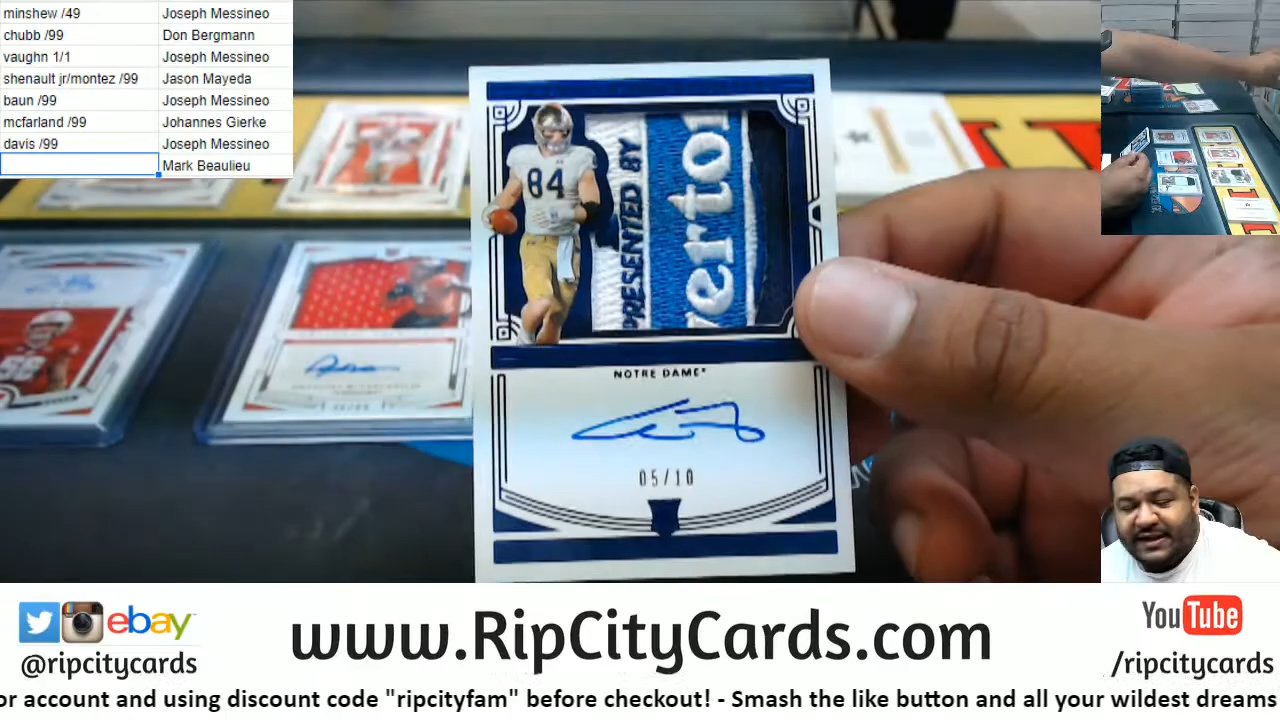 minshew /49 Joseph Messineo
chubb /99 Don Bergmann
vaughn 1/1 Joseph Messineo
shenault jr/montez /99 Jason Mayeda
baun /99 Joseph Messineo
mcfarland /99 Johannes Gierke
davis /99 Joseph Messineo
Mark Beaulieu
84
PRESENTED BY
verto
NOTRE DAME
05/10
ebay
@ripcitycards
www.RipCityCards.com
YouTube
/ripcitycards
or account and using discount code "ripcityfam" before checkout! - Smash the like button and all your wildest dreams